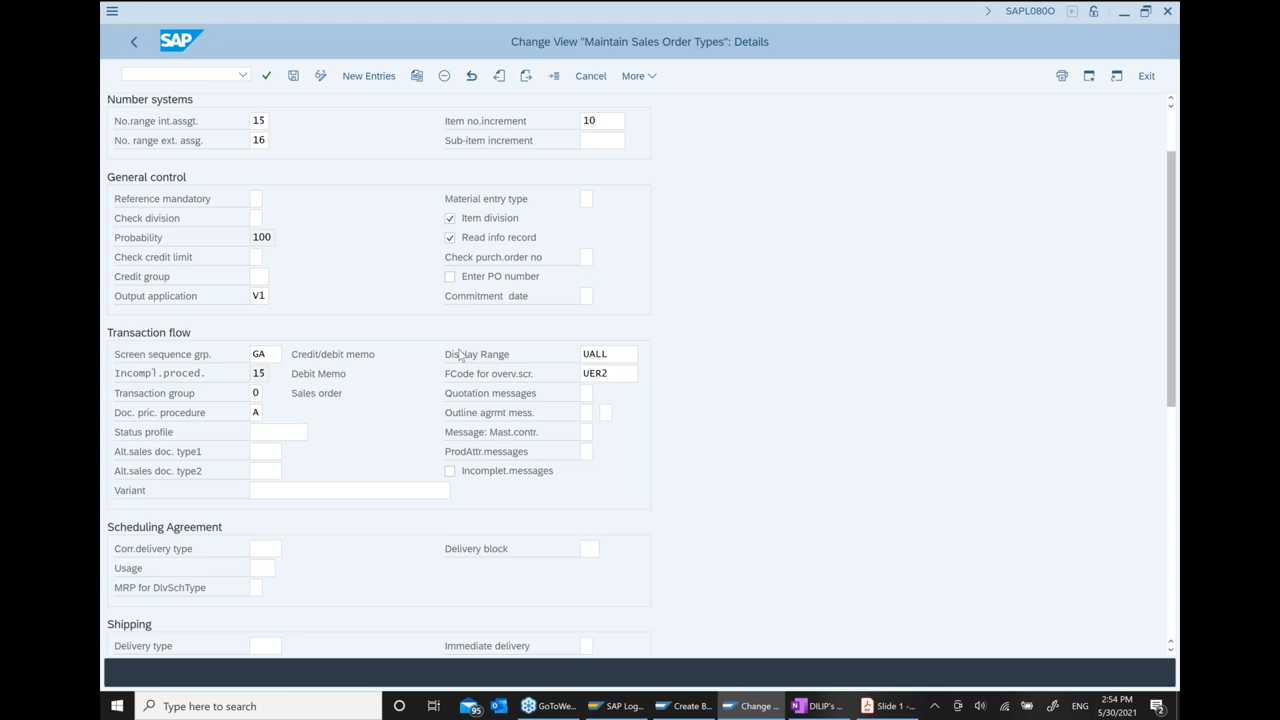 SAPL080O
SAP
Change View "Maintain Sales Order Types": Details
New Entries
Cancel
More
Exit
Number systems
No.range int.assgt. 15 Item no.increment 10
No. range ext. assg. 16 Sub-item increment
General control
Reference mandatory Material entry type
Check division Item division
Probability 100 Read info record
Check credit limit Check purch.order no
Credit group Enter PO number
Output application V1 Commitment date
Transaction flow
Screen sequence grp. GA Credit/debit memo Display Range UALL
Incompl.proced. 15 Debit Memo FCode for overv.scr. UER2
Transaction group 0 Sales order Quotation messages
Doc. pric. procedure A Outline agrmt mess.
Status profile Message: Mast.contr.
Alt.sales doc. type1 ProdAttr.messages
Alt.sales doc. type2 Incomplet.messages
Variant
Scheduling Agreement
Corr.delivery type Delivery block
Usage
MRP for DlvSchType
Shipping
Delivery type Immediate delivery
Type here to search
95
GoToWe...
SAP Log...
Create B...
Change ...
DILIP's ...
Slide 1 -...
ENG
2:54 PM
5/30/2021
2